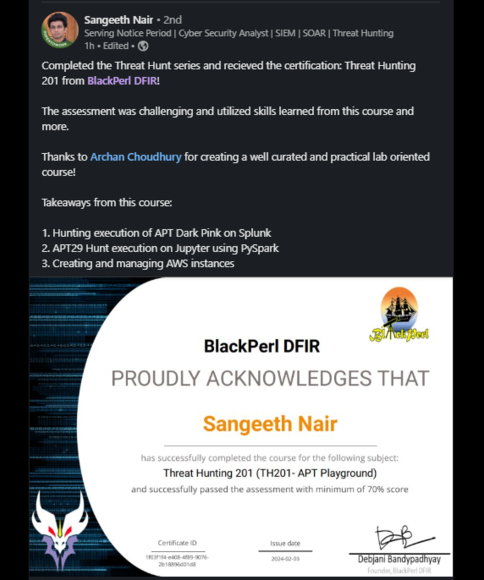 Sangeeth Nair • 2nd
Serving Notice Period | Cyber Security Analyst | SIEM | SOAR | Threat Hunting
1h • Edited •
Completed the Threat Hunt series and recieved the certification: Threat Hunting
201 from BlackPerl DFIR!
The assessment was challenging and utilized skills learned from this course and
more.
Thanks to Archan Choudhury for creating a well curated and practical lab oriented
course!
Takeaways from this course:
1. Hunting execution of APT Dark Pink on Splunk
2. APT29 Hunt execution on Jupyter using PySpark
3. Creating and managing AWS instances
BlackPerl
BlackPerl DFIR
PROUDLY ACKNOWLEDGES THAT
Sangeeth Nair
has successfully completed the course for the following subject:
Threat Hunting 201 (TH201- APT Playground)
and successfully passed the assessment with minimum of 70% score
Certificate ID
Issue date
2024-02-03
Debjani Bandypadhyay
Founder, BlackPerl DFIR